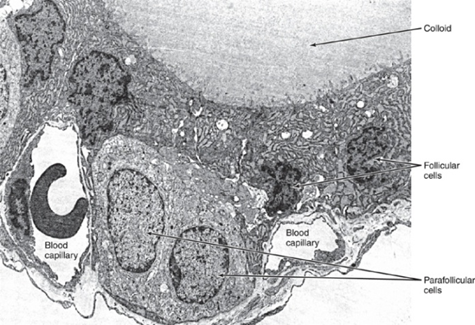 Colloid
Follicular
cells
Blood
capillary
Blood
capillary
Parafollicular
cells